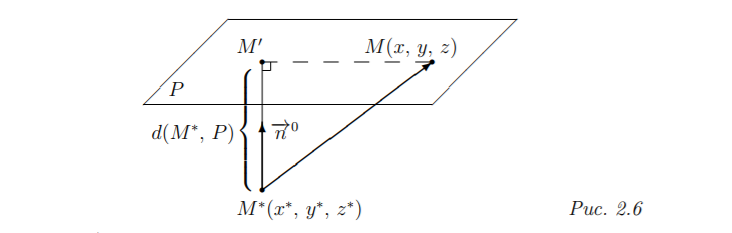 M′ M(x, y, z)
P
d(M*, P) n⃗⁰
M*(x*, y*, z*) Рис. 2.6